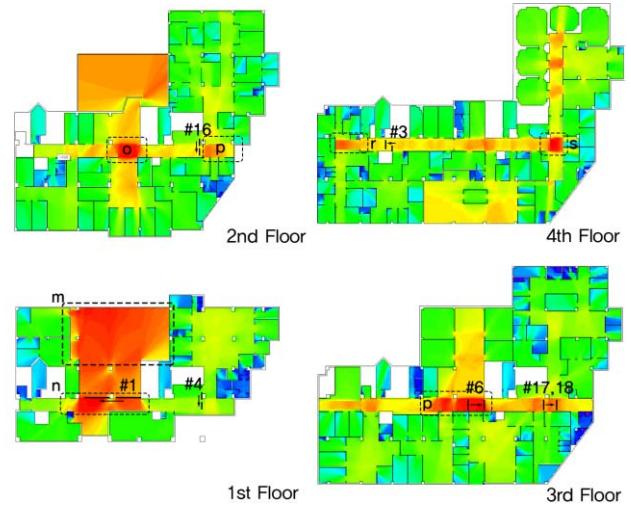 #16
o
p
2nd Floor
#3
r
s
4th Floor
m
n
#1
#4
1st Floor
#6
#17, 18
p
3rd Floor